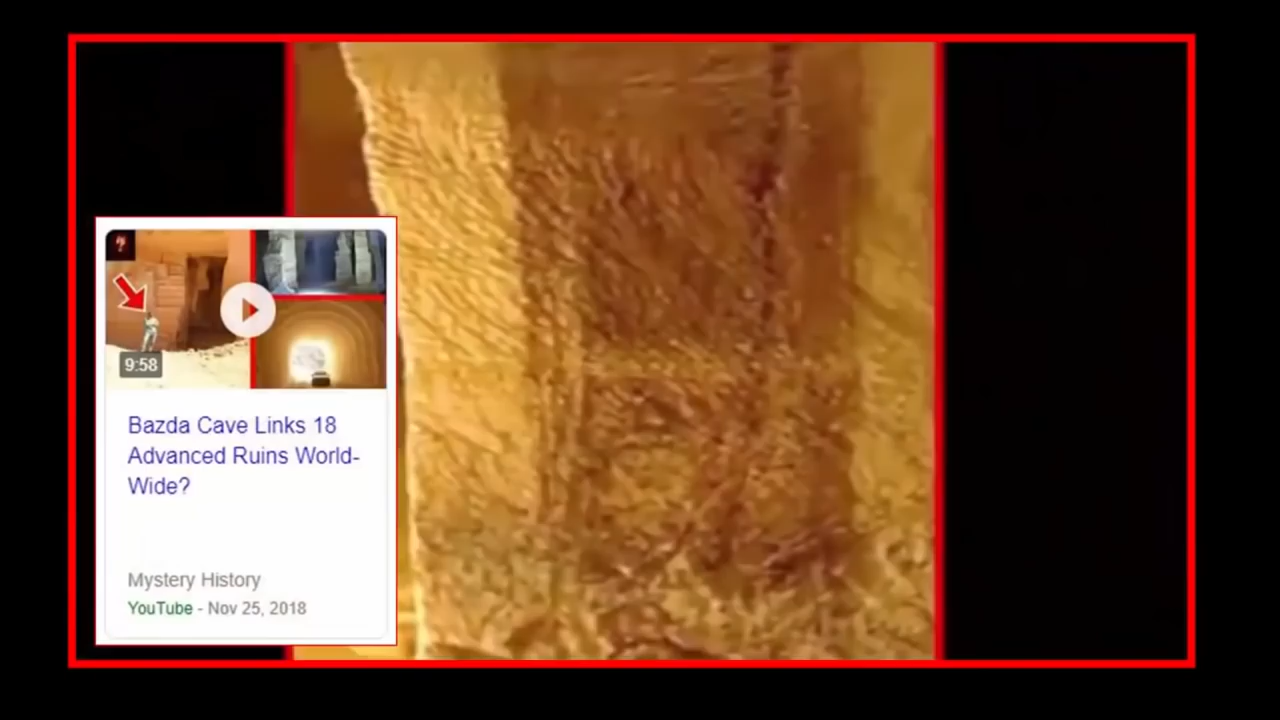 ?
9:58
Bazda Cave Links 18
Advanced Ruins World-
Wide?
Mystery History
YouTube - Nov 25, 2018